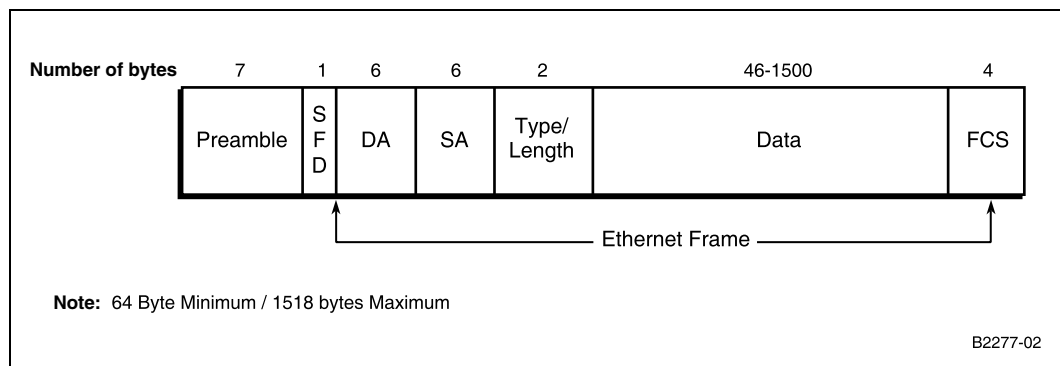 Number of bytes 7 1 6 6 2 46-1500 4
Preamble
S
F
D
DA
SA
Type/
Length
Data
FCS
Ethernet Frame
Note: 64 Byte Minimum / 1518 bytes Maximum
B2277-02